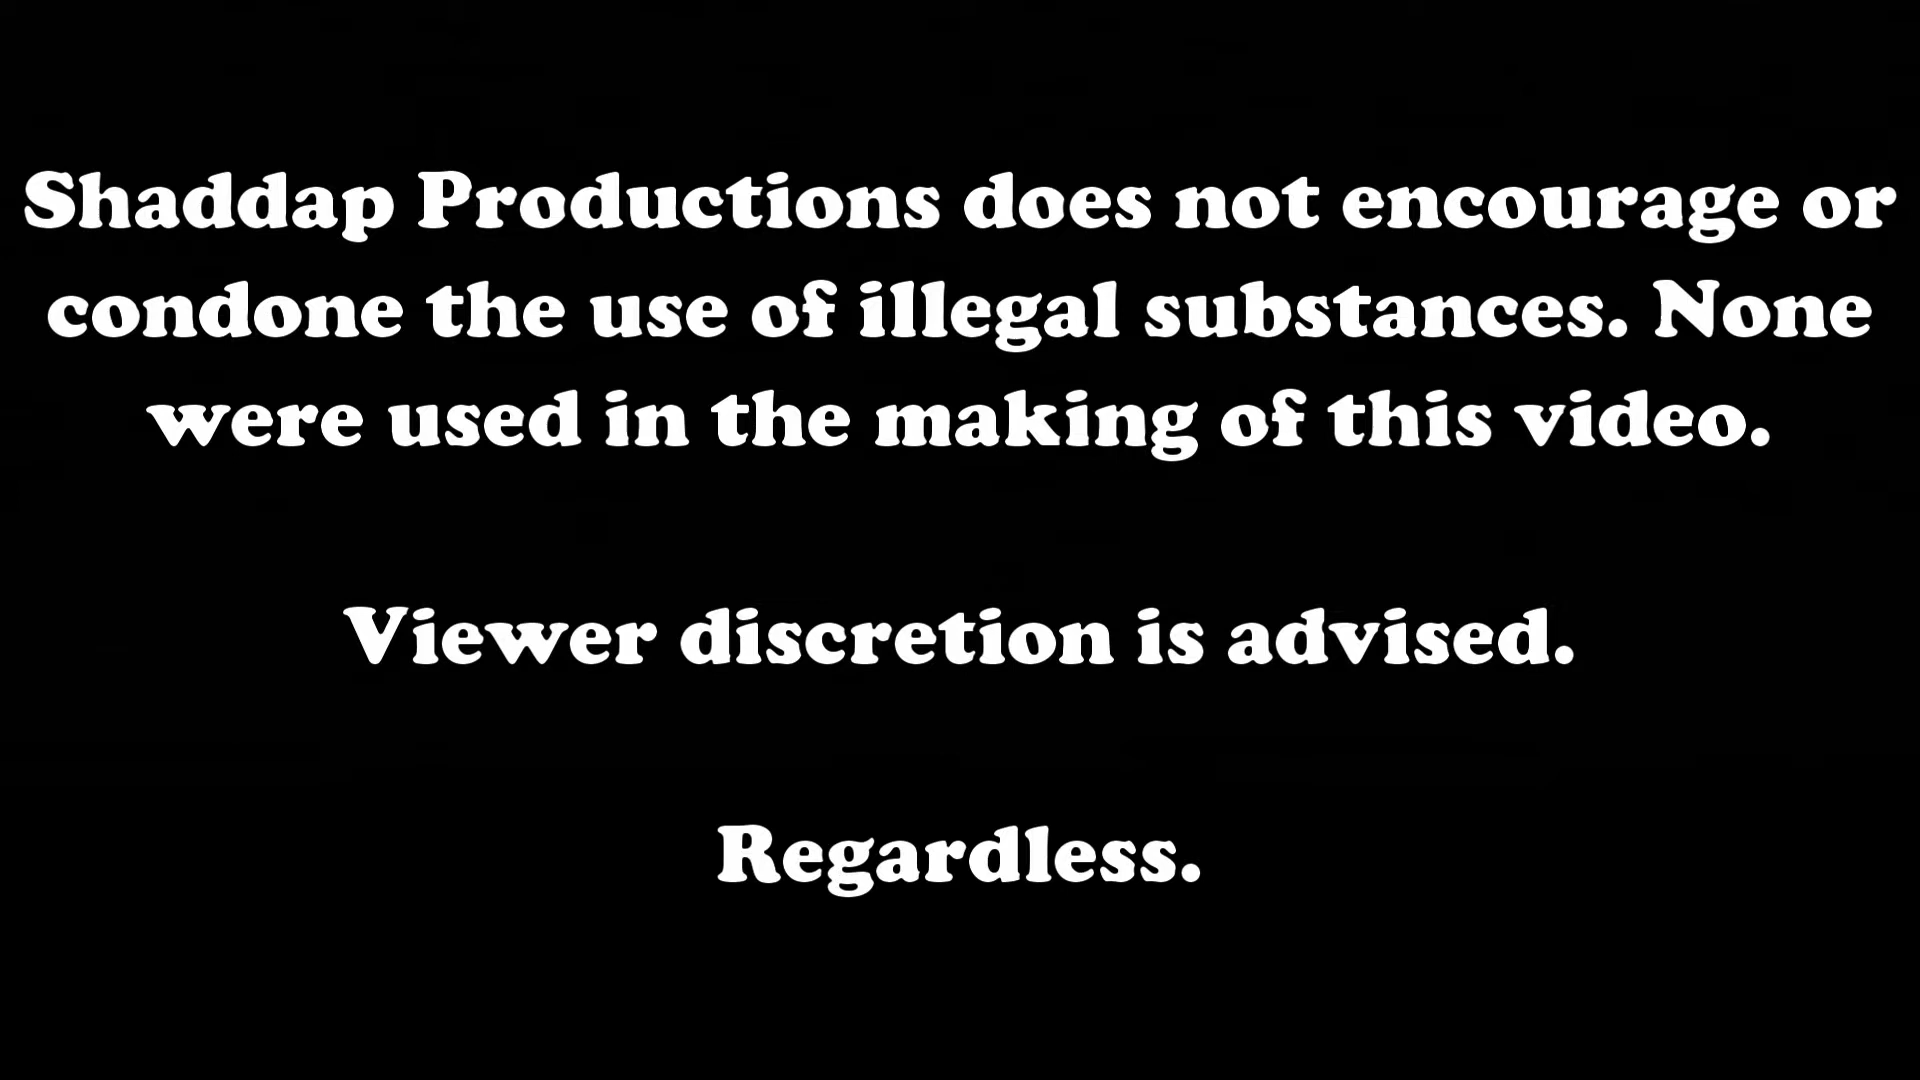 Shaddap Productions does not encourage or
condone the use of illegal substances. None
were used in the making of this video.
Viewer discretion is advised.
Regardless.